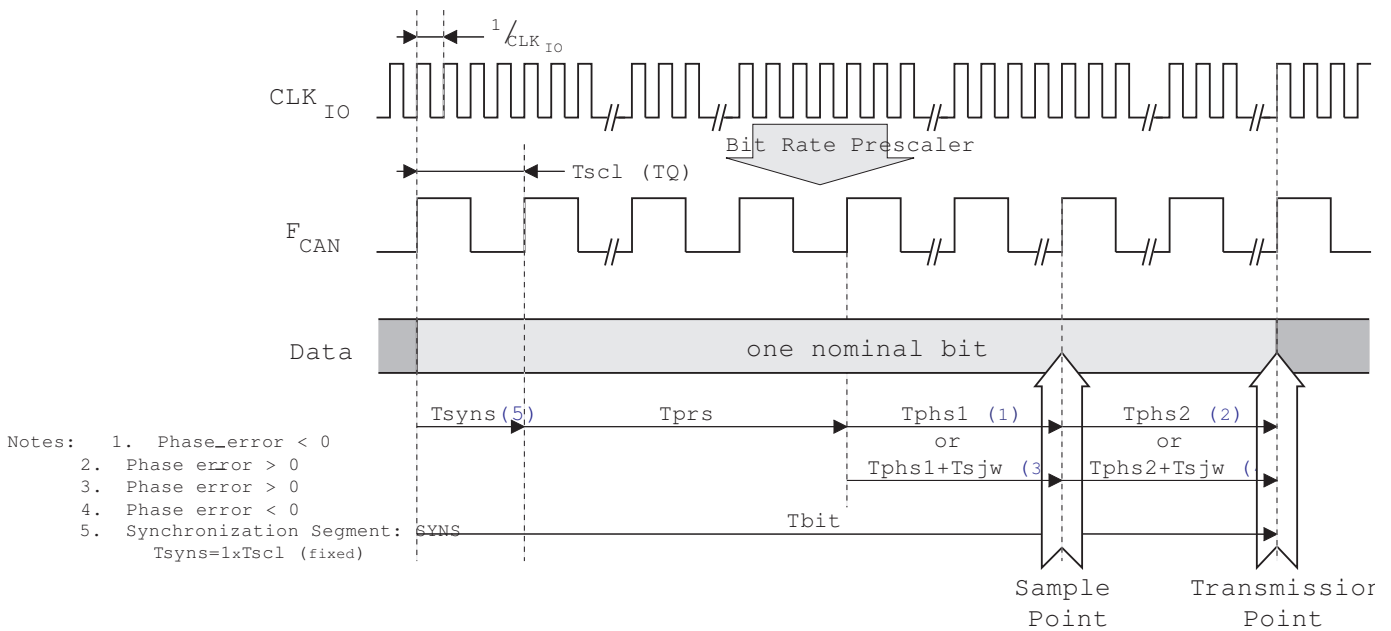 1/CLK IO
CLK IO
Bit Rate Prescaler
Tscl (TQ)
F CAN
Data
one nominal bit
Tsyns(5) Tprs Tphs1 (1) Tphs2 (2)
or or
Tphs1+Tsjw (3 Tphs2+Tsjw (
Tbit
Notes: 1. Phase_error < 0
2. Phase error > 0
3. Phase error > 0
4. Phase error < 0
5. Synchronization Segment: SYNS
Tsyns=1xTscl (fixed)
Sample
Point
Transmission
Point